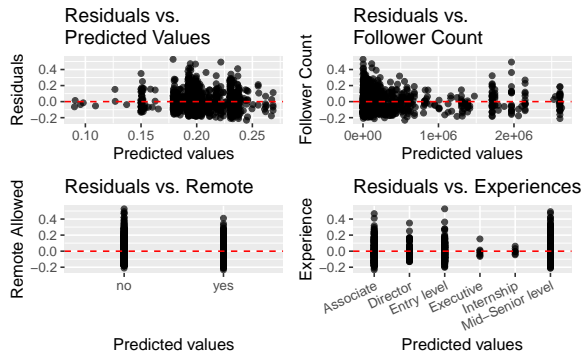 Residuals vs.
Predicted Values
Residuals
0.4
0.2
0.0
−0.2
0.10
0.15
0.20
0.25
Predicted values
Residuals vs.
Follower Count
Follower Count
0.4
0.2
0.0
−0.2
0e+00
1e+06
2e+06
Predicted values
Residuals vs. Remote
Remote Allowed
0.4
0.2
0.0
−0.2
no
yes
Predicted values
Residuals vs. Experiences
Experience
0.4
0.2
0.0
−0.2
Associate
Director
Entry level
Executive
Internship
Mid−Senior level
Predicted values